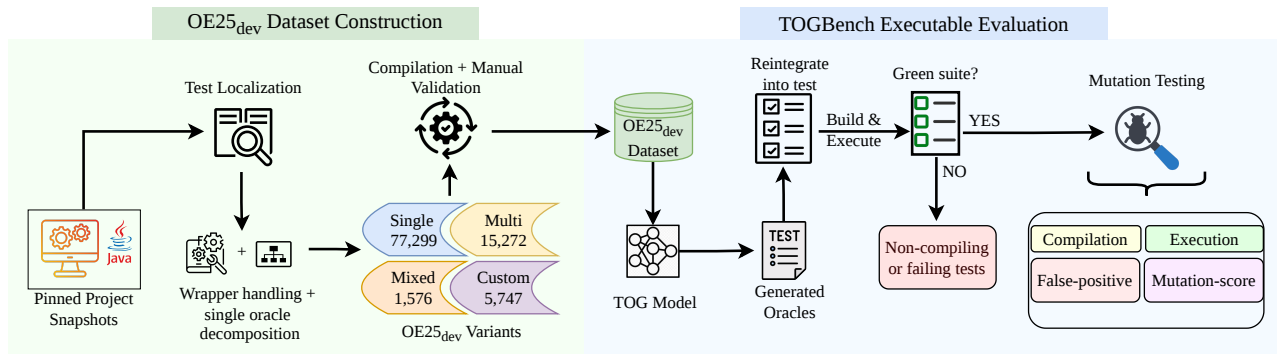 OE25dev Dataset Construction
TOGBench Executable Evaluation
Test Localization
Compilation + Manual
Validation
Java
Pinned Project
Snapshots
+
Wrapper handling +
single oracle
decomposition
Single
77,299
Multi
15,272
Mixed
1,576
Custom
5,747
OE25dev Variants
OE25dev
Dataset
TOG Model
Reintegrate
into test
TEST
Generated
Oracles
Build &
Execute
Green suite?
YES
NO
Non-compiling
or failing tests
Mutation Testing
Compilation
Execution
False-positive
Mutation-score